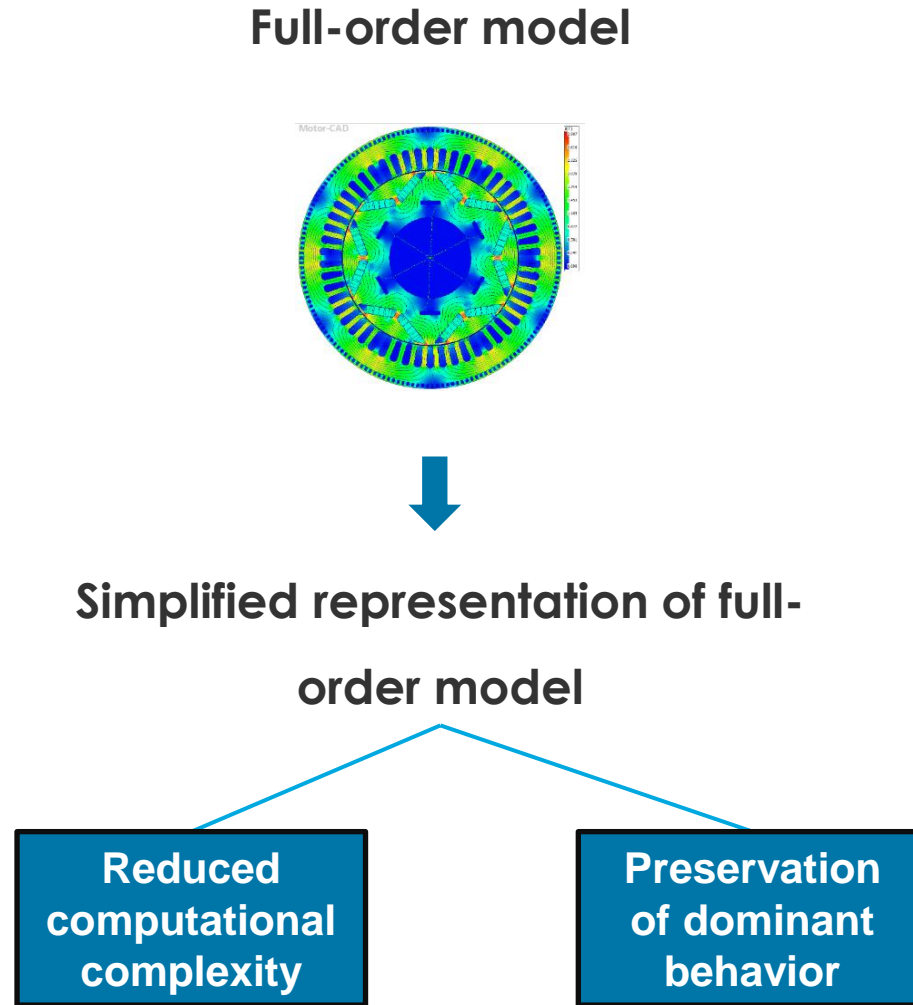 Full-order model
Motor-CAD
Simplified representation of full-
order model
Reduced
computational
complexity
Preservation
of dominant
behavior